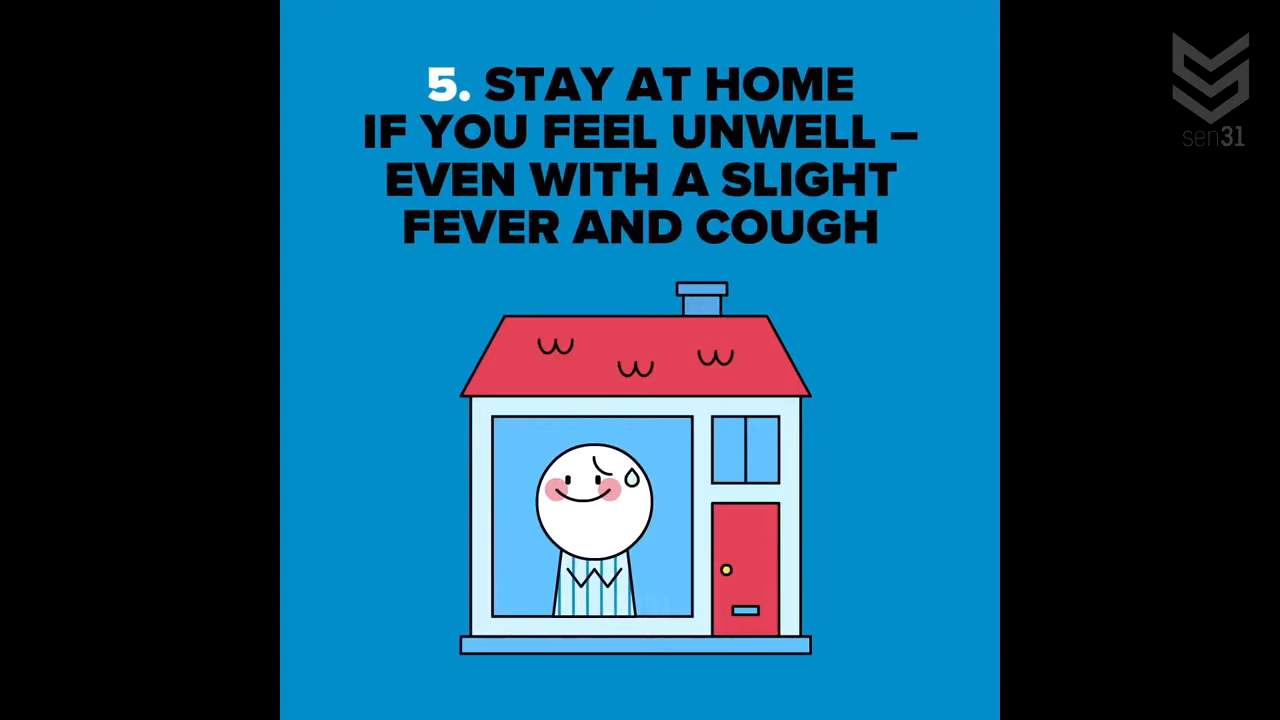 5. STAY AT HOME
IF YOU FEEL UNWELL –
EVEN WITH A SLIGHT
FEVER AND COUGH
sen31